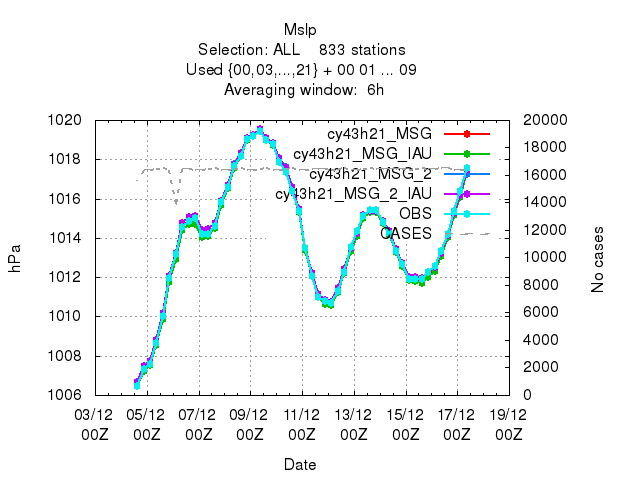 Mslp
Selection: ALL    833 stations
Used {00,03,...,21} + 00 01 ... 09
Averaging window:  6h
1020
1018
1016
1014
1012
1010
1008
1006
hPa
20000
18000
16000
14000
12000
10000
8000
6000
4000
2000
0
No cases
cy43h21_MSG
cy43h21_MSG_IAU
cy43h21_MSG_2
cy43h21_MSG_2_IAU
OBS
CASES
03/12 05/12 07/12 09/12 11/12 13/12 15/12 17/12 19/12
00Z 00Z 00Z 00Z 00Z 00Z 00Z 00Z 00Z
Date